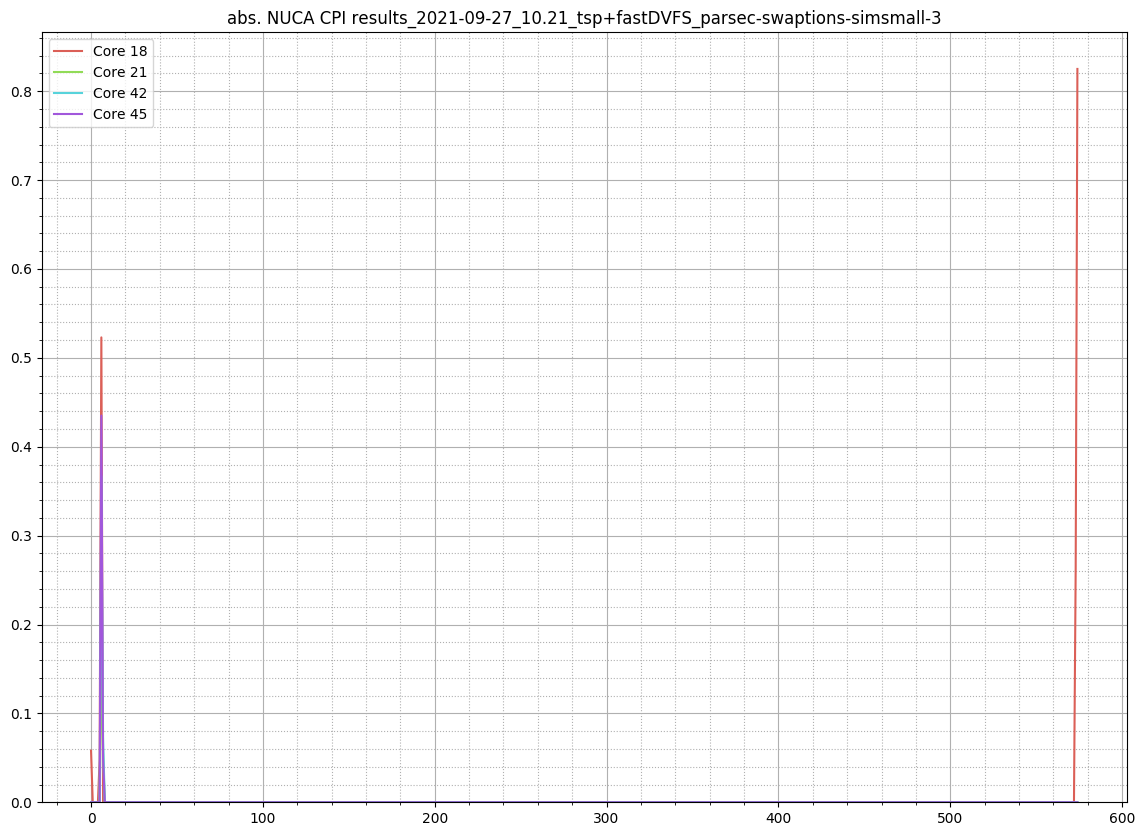 abs. NUCA CPI results_2021-09-27_10.21_tsp+fastDVFS_parsec-swaptions-simsmall-3
Core 18
Core 21
Core 42
Core 45
0.8
0.7
0.6
0.5
0.4
0.3
0.2
0.1
0.0
0 100 200 300 400 500 600